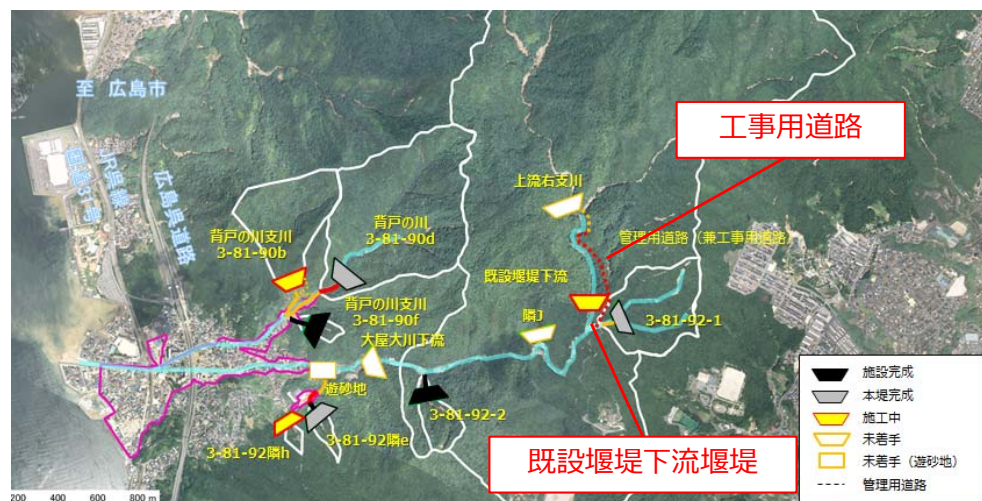 至 広島市
工事用道路
JR呉線
国道31号
広島呉道路
上流右支川
背戸の川
3-81-90d
背戸の川支川
3-81-90b
管理用道路（兼工事用道路）
既設堰堤下流
背戸の川支川
3-81-90f
隣J
3-81-92-1
大屋大川下流
遊砂地
3-81-92-2
3-81-92隣e
3-81-92隣h
既設堰堤下流堰堤
施設完成
本堤完成
施工中
未着手
未着手（遊砂地）
管理用道路
200 400 600 800 m